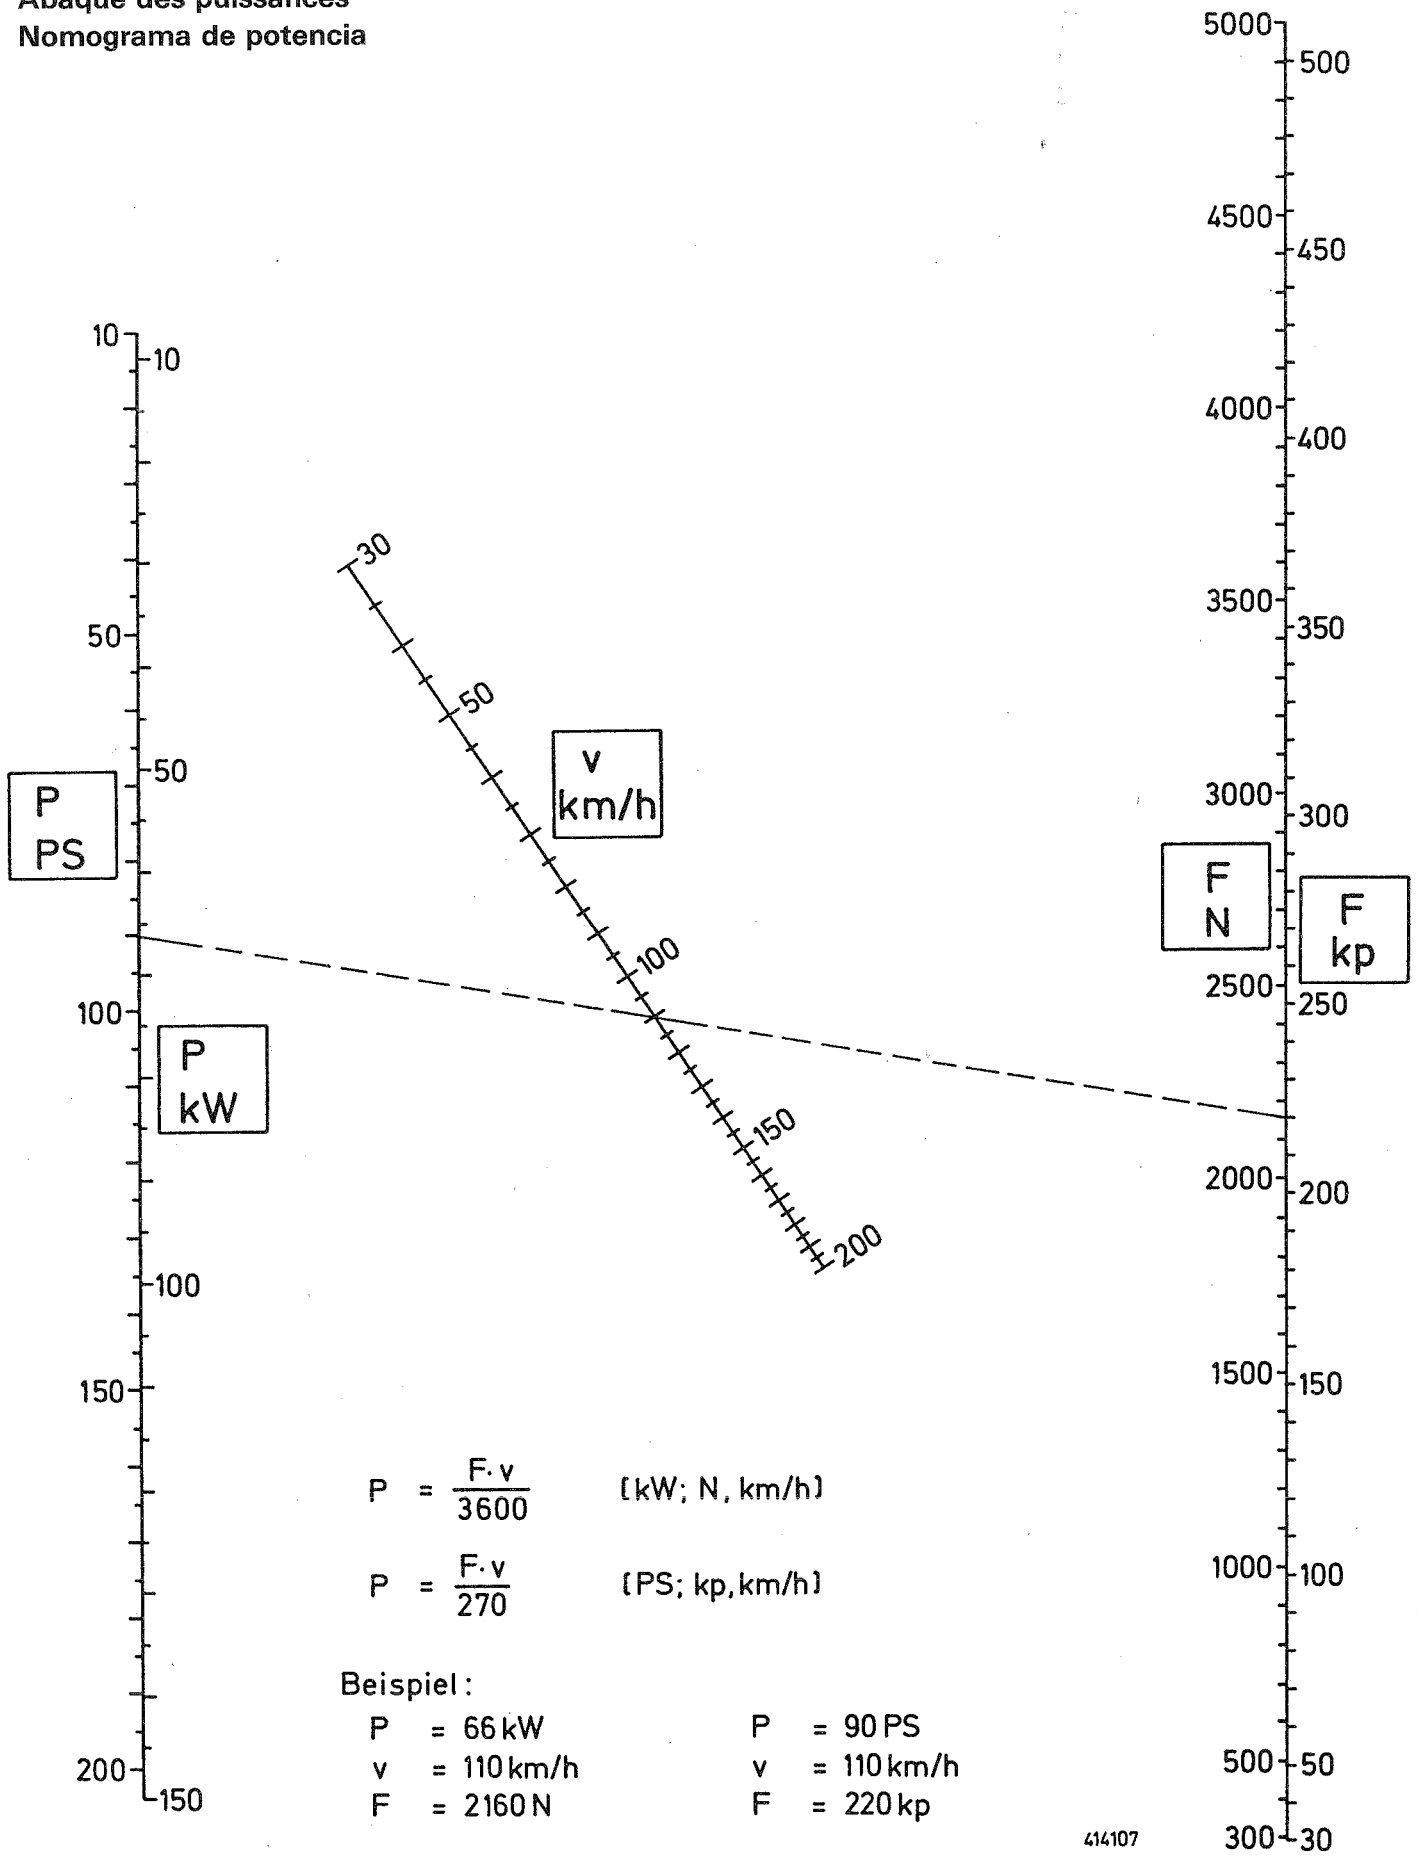 Abaque des puissances
Nomograma de potencia
5000
500
4500
450
10
10
4000
400
30
3500
350
50
50
50
v
km/h
3000
300
P
PS
F
N
F
kp
100
2500
250
100
P
kW
150
2000
200
200
100
1500
150
150
P = F·v / 3600 [kW; N, km/h]
1000
100
P = F·v / 270 [PS; kp, km/h]
Beispiel:
P = 66 kW P = 90 PS
v = 110 km/h v = 110 km/h
F = 2160 N F = 220 kp
200
150
500
50
414107
300
30